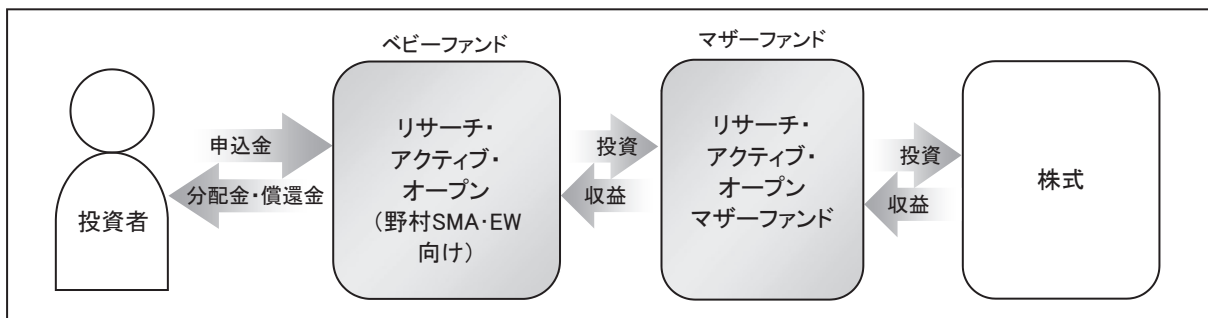 ベビーファンド
マザーファンド
投資者
申込金
分配金・償還金
リサーチ・
アクティブ・
オープン
（野村SMA・EW
向け）
投資
収益
リサーチ・
アクティブ・
オープン
マザーファンド
投資
収益
株式